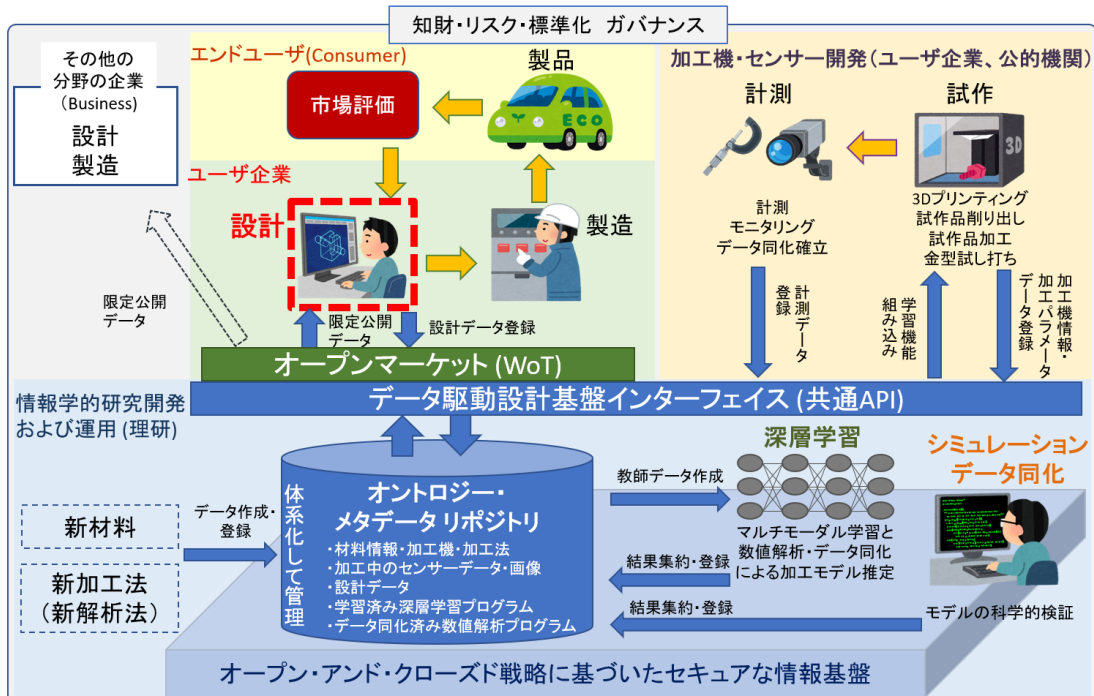 知財・リスク・標準化 ガバナンス
その他の
分野の企業
（Business)
設計
製造
限定公開
データ
エンドユーザ(Consumer)
市場評価
製品
ECO
ユーザ企業
設計
製造
限定公開
データ
設計データ登録
加工機・センサー開発（ユーザ企業、公的機関）
計測
試作
3D
計測
モニタリング
データ同化確立
3Dプリンティング
試作品削り出し
試作品加工
金型試し打ち
計測データ
登録
学習機能
組み込み
加工機情報・
加工パラメータ
データ登録
オープンマーケット (WoT)
データ駆動設計基盤インターフェイス (共通API)
情報学的研究開発
および運用 (理研)
新材料
新加工法
（新解析法）
データ作成・
登録
体系化して管理
オントロジー・
メタデータ リポジトリ
・材料情報・加工機・加工法
・加工中のセンサーデータ・画像
・設計データ
・学習済み深層学習プログラム
・データ同化済み数値解析プログラム
教師データ作成
結果集約・登録
結果集約・登録
深層学習
マルチモーダル学習と
数値解析・データ同化
による加工モデル推定
シミュレーション
データ同化
モデルの科学的検証
オープン・アンド・クローズド戦略に基づいたセキュアな情報基盤